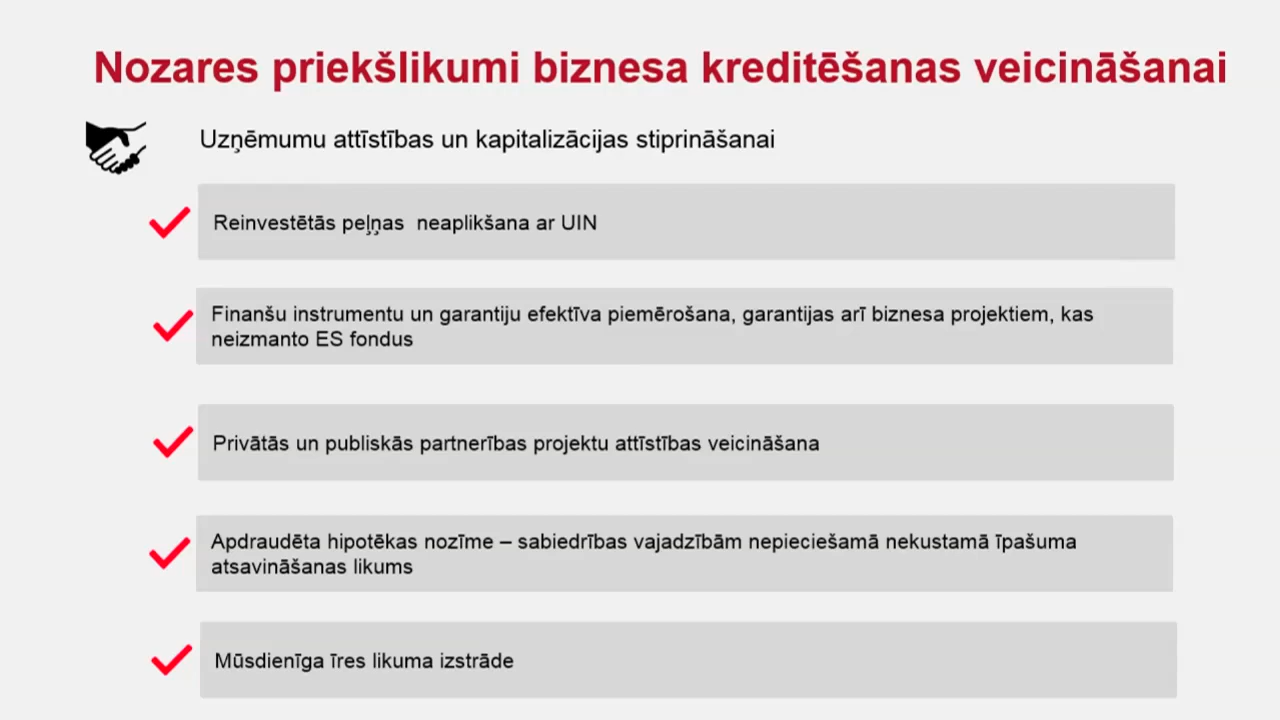 Nozares priekšlikumi biznesa kreditēšanas veicināšanai
Uzņēmumu attīstības un kapitalizācijas stiprināšanai
Reinvestētās peļņas  neaplikšana ar UIN
Finanšu instrumentu un garantiju efektīva piemērošana, garantijas arī biznesa projektiem, kas
neizmanto ES fondus
Privātās un publiskās partnerības projektu attīstības veicināšana
Apdraudēta hipotēkas nozīme – sabiedrības vajadzībām nepieciešamā nekustamā īpašuma
atsavināšanas likums
Mūsdienīga īres likuma izstrāde